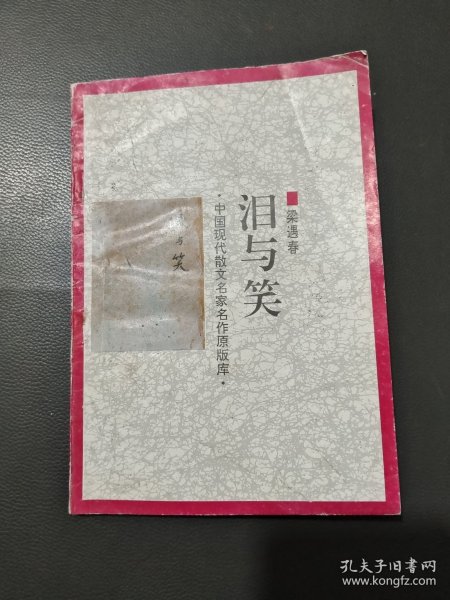 梁遇春
泪与笑
·中国现代散文名家名作原版库·
与笑
孔夫子旧书网
www.kongfz.com